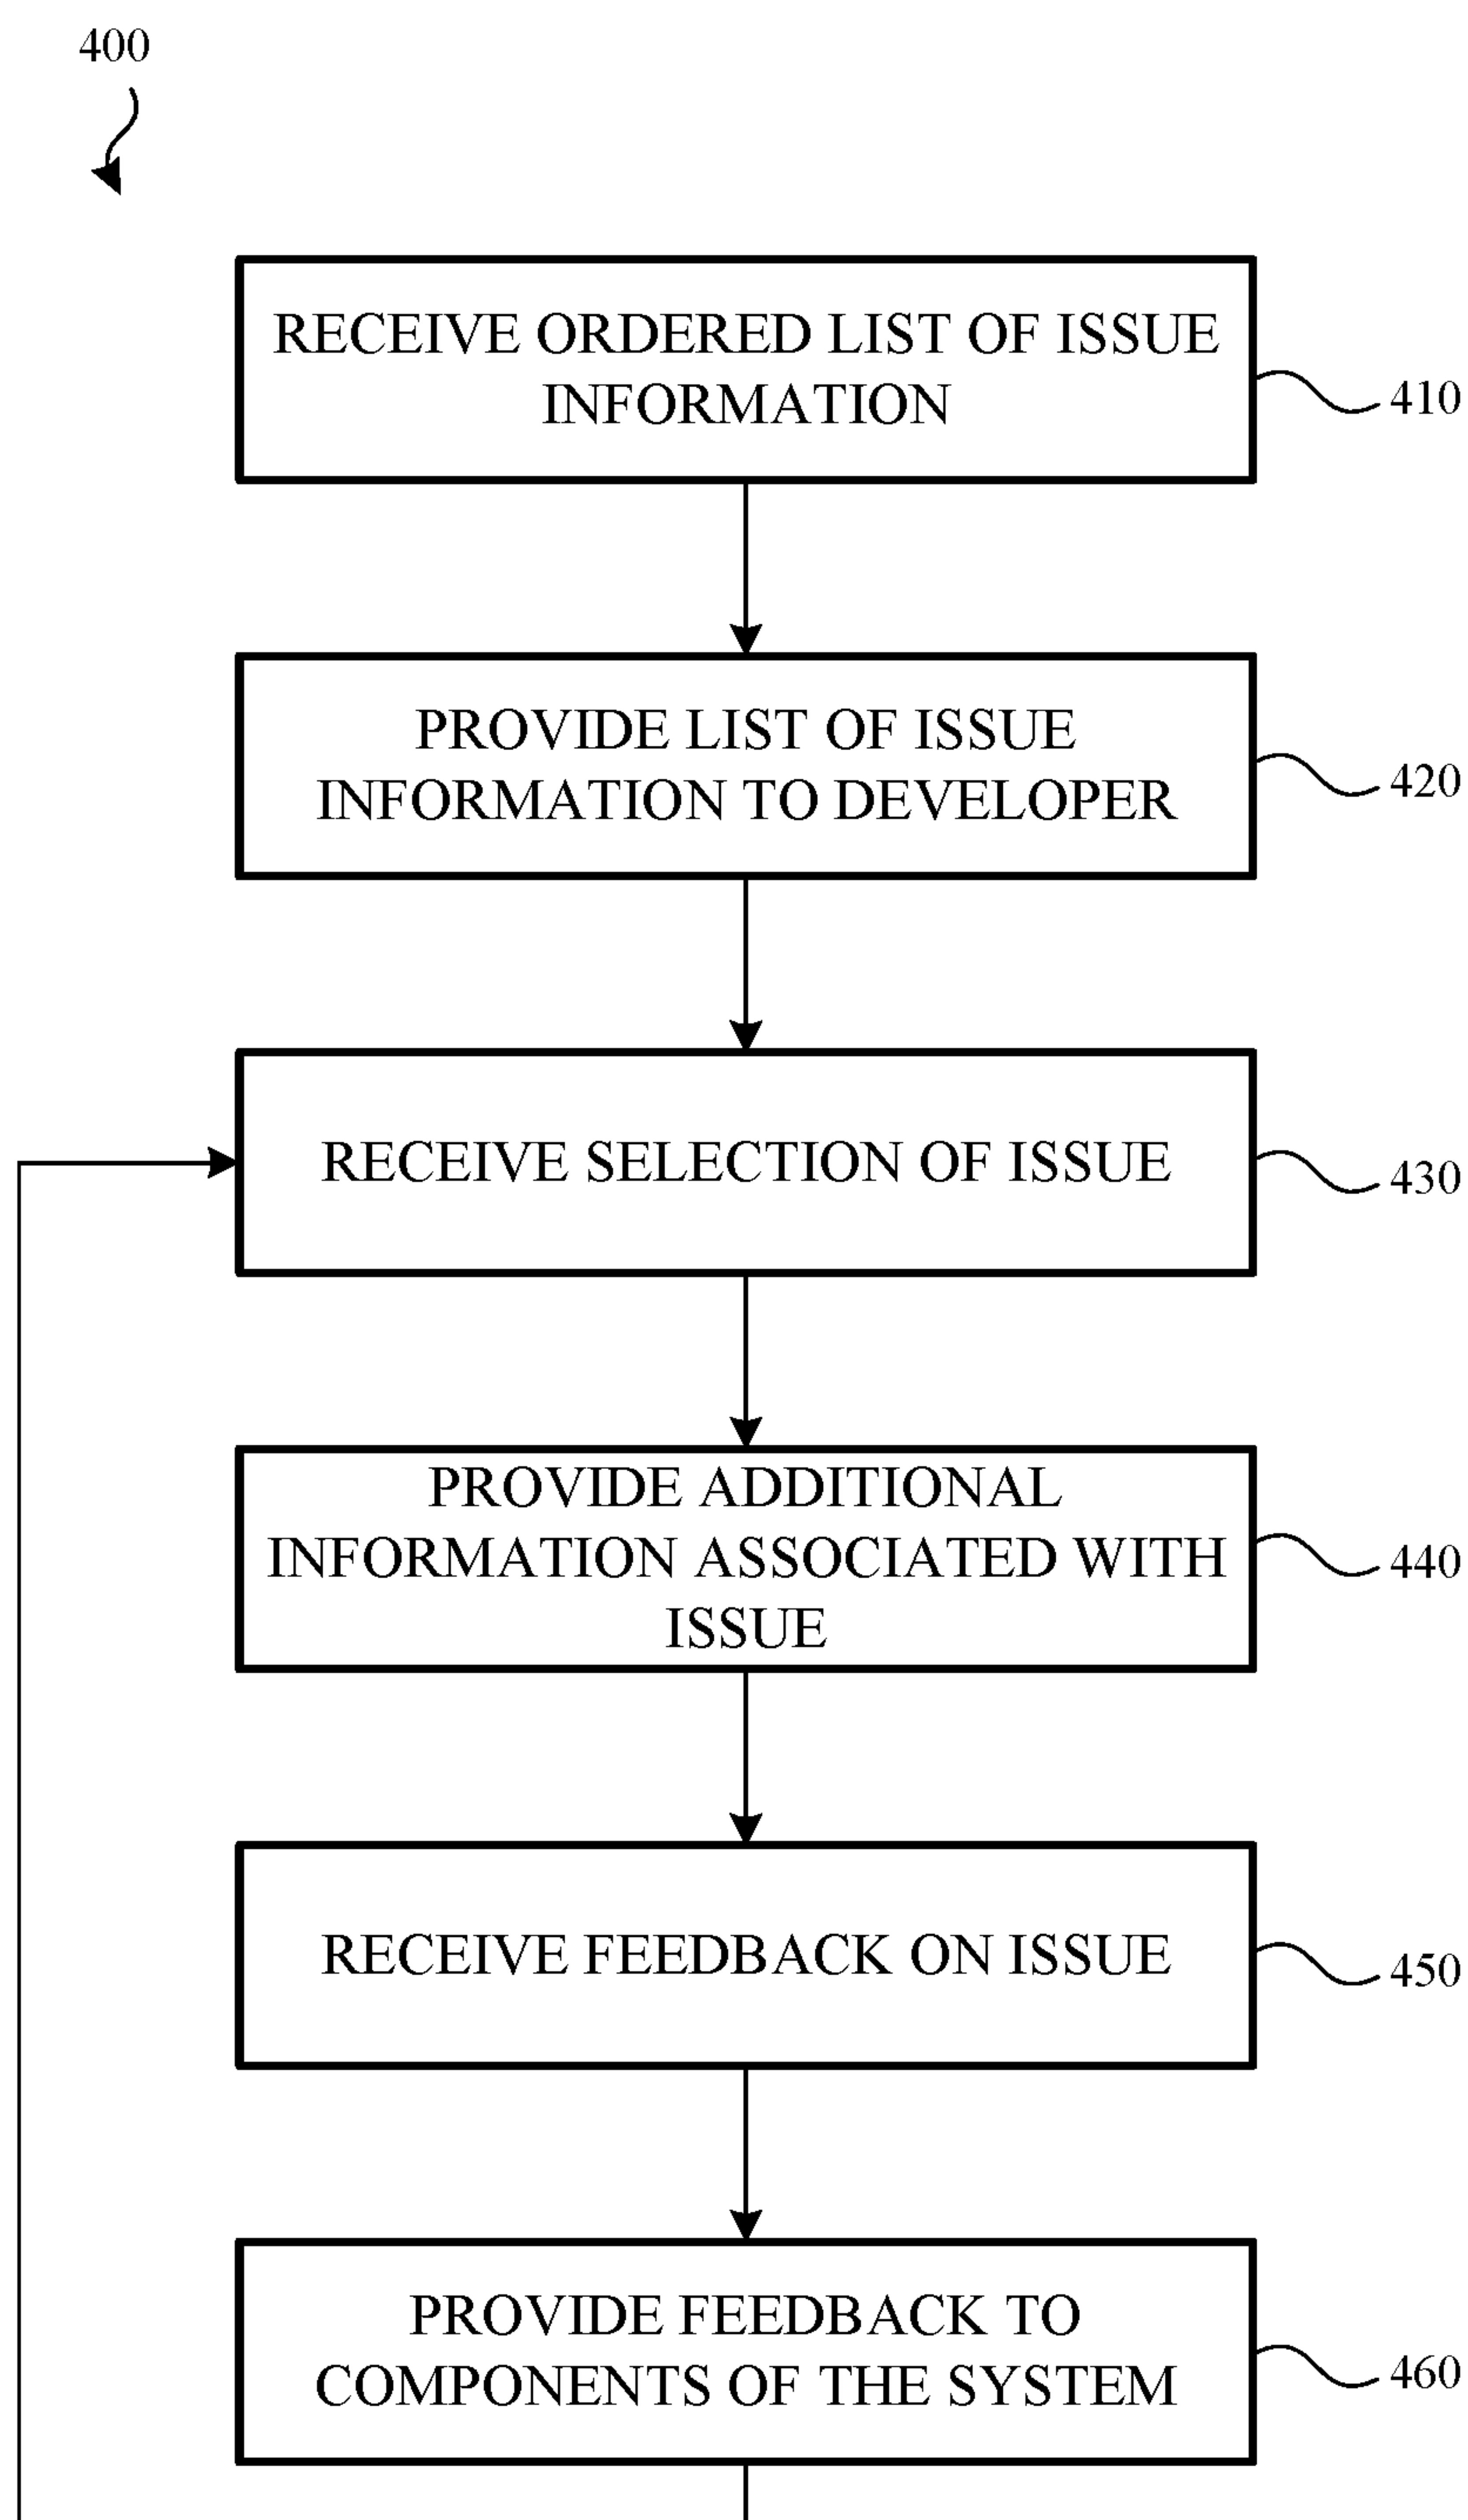 400
RECEIVE ORDERED LIST OF ISSUE
INFORMATION
410
PROVIDE LIST OF ISSUE
INFORMATION TO DEVELOPER
420
RECEIVE SELECTION OF ISSUE
430
PROVIDE ADDITIONAL
INFORMATION ASSOCIATED WITH
ISSUE
440
RECEIVE FEEDBACK ON ISSUE
450
PROVIDE FEEDBACK TO
COMPONENTS OF THE SYSTEM
460